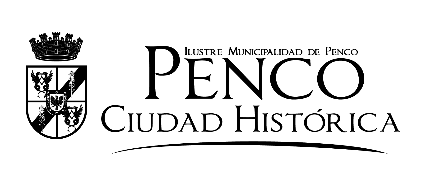 Ilustre Municipalidad de Penco
Penco
Ciudad Histórica